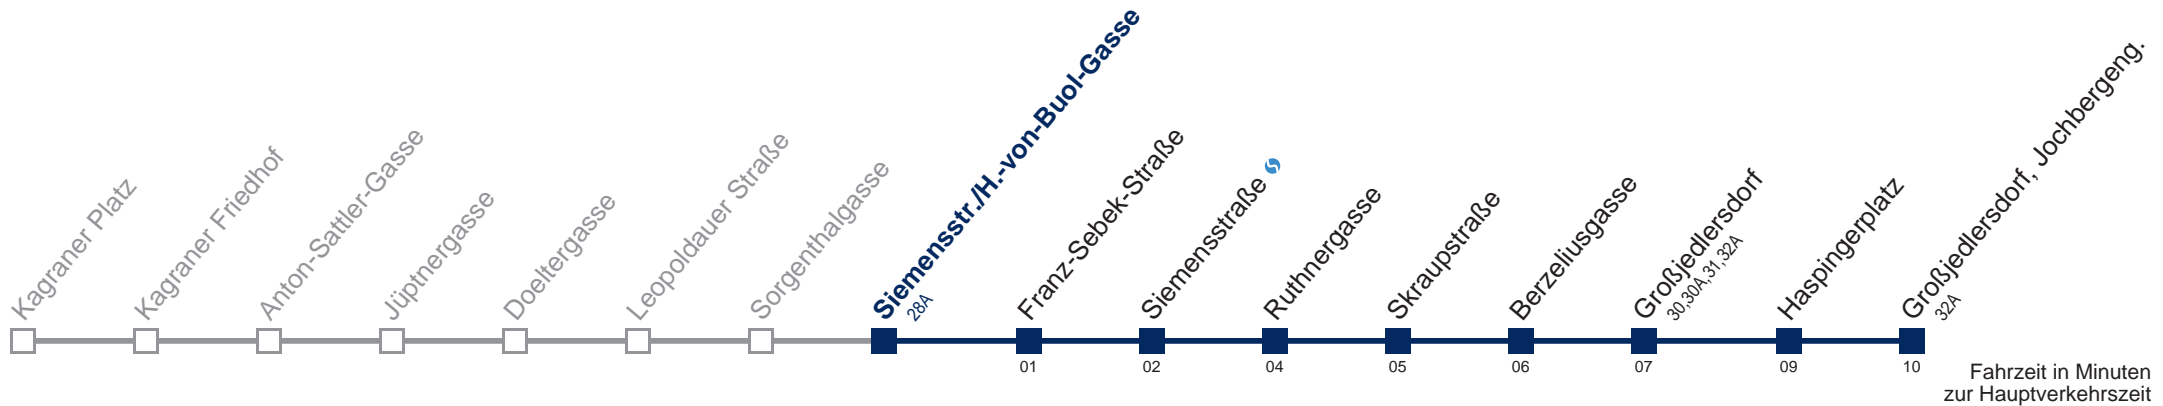 Kagraner Platz
Kagraner Friedhof
Anton-Sattler-Gasse
Jüptnergasse
Doeltergasse
Leopoldauer Straße
Sorgenthalgasse
Siemensstr./H.-von-Buol-Gasse
28A
Franz-Sebek-Straße
01
Siemensstraße
02
Ruthnergasse
04
Skraupstraße
05
Berzeliusgasse
06
Großjedlersdorf
30,30A,31,32A
07
Haspingerplatz
09
Großjedlersdorf, Jochbergeng.
32A
10
Fahrzeit in Minuten
zur Hauptverkehrszeit